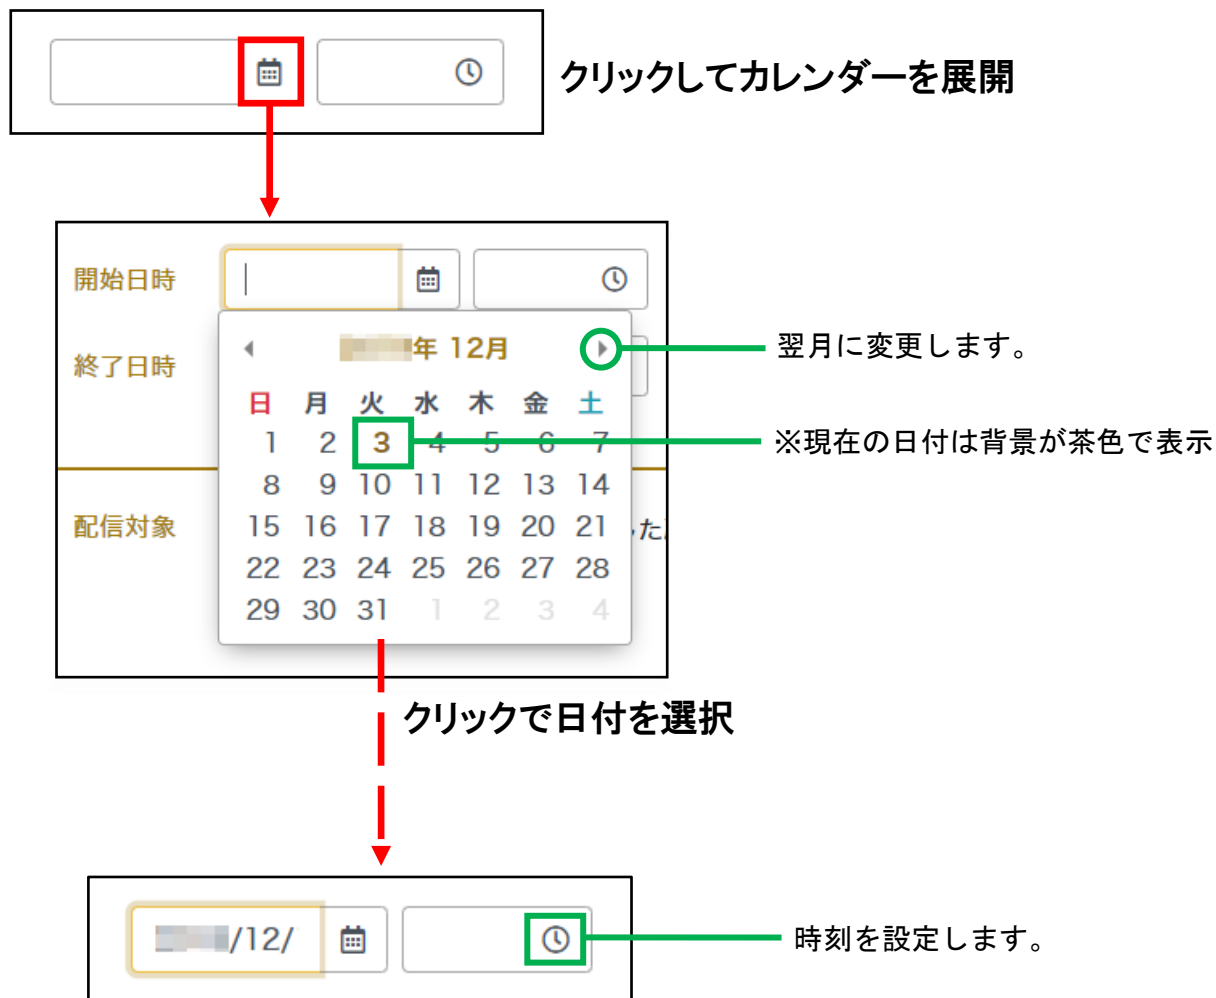 クリックしてカレンダーを展開
開始日時
終了日時
年 12月
翌月に変更します。
日 月 火 水 木 金 土
1 2 3 4 5 6 7
※現在の日付は背景が茶色で表示
8 9 10 11 12 13 14
配信対象
15 16 17 18 19 20 21
した
22 23 24 25 26 27 28
29 30 31 1 2 3 4
クリックで日付を選択
/12/
時刻を設定します。